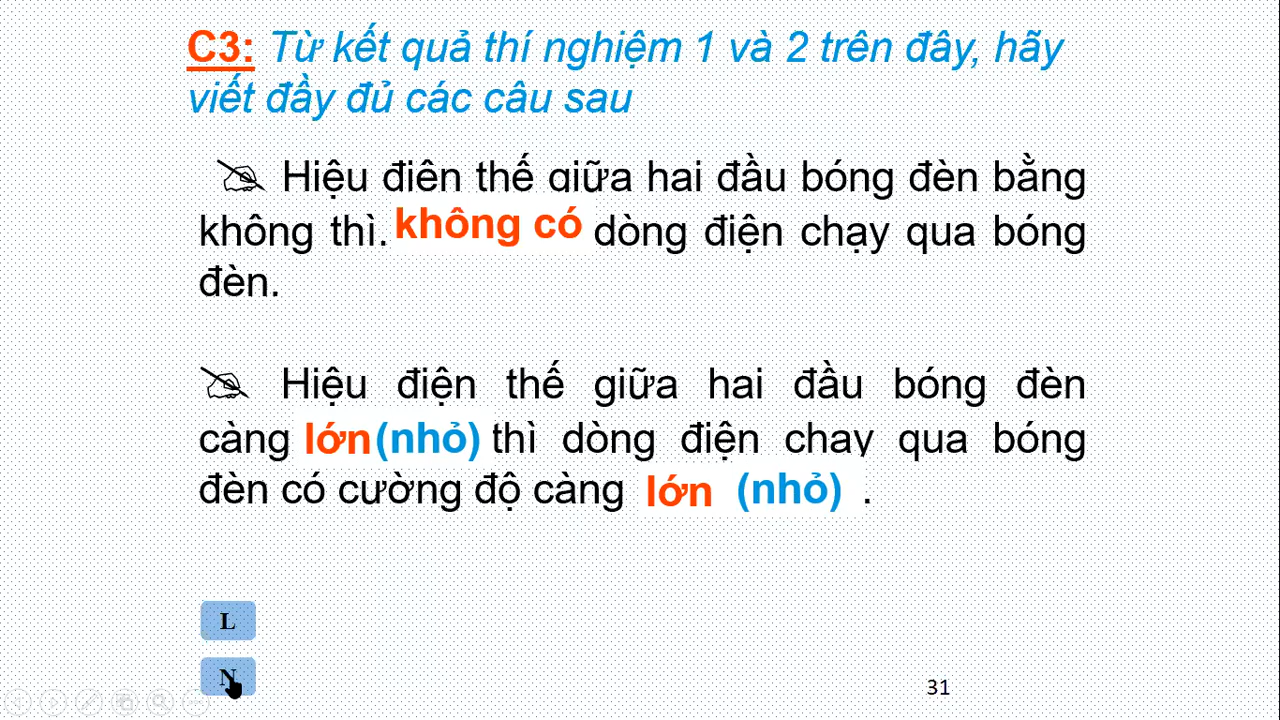 C3: Từ kết quả thí nghiệm 1 và 2 trên đây, hãy
viết đầy đủ các câu sau
Hiệu điện thế giữa hai đầu bóng đèn bằng
không thì. không có dòng điện chạy qua bóng
đèn.
Hiệu điện thế giữa hai đầu bóng đèn
càng lớn (nhỏ) thì dòng điện chạy qua bóng
đèn có cường độ càng lớn (nhỏ) .
L
N
31